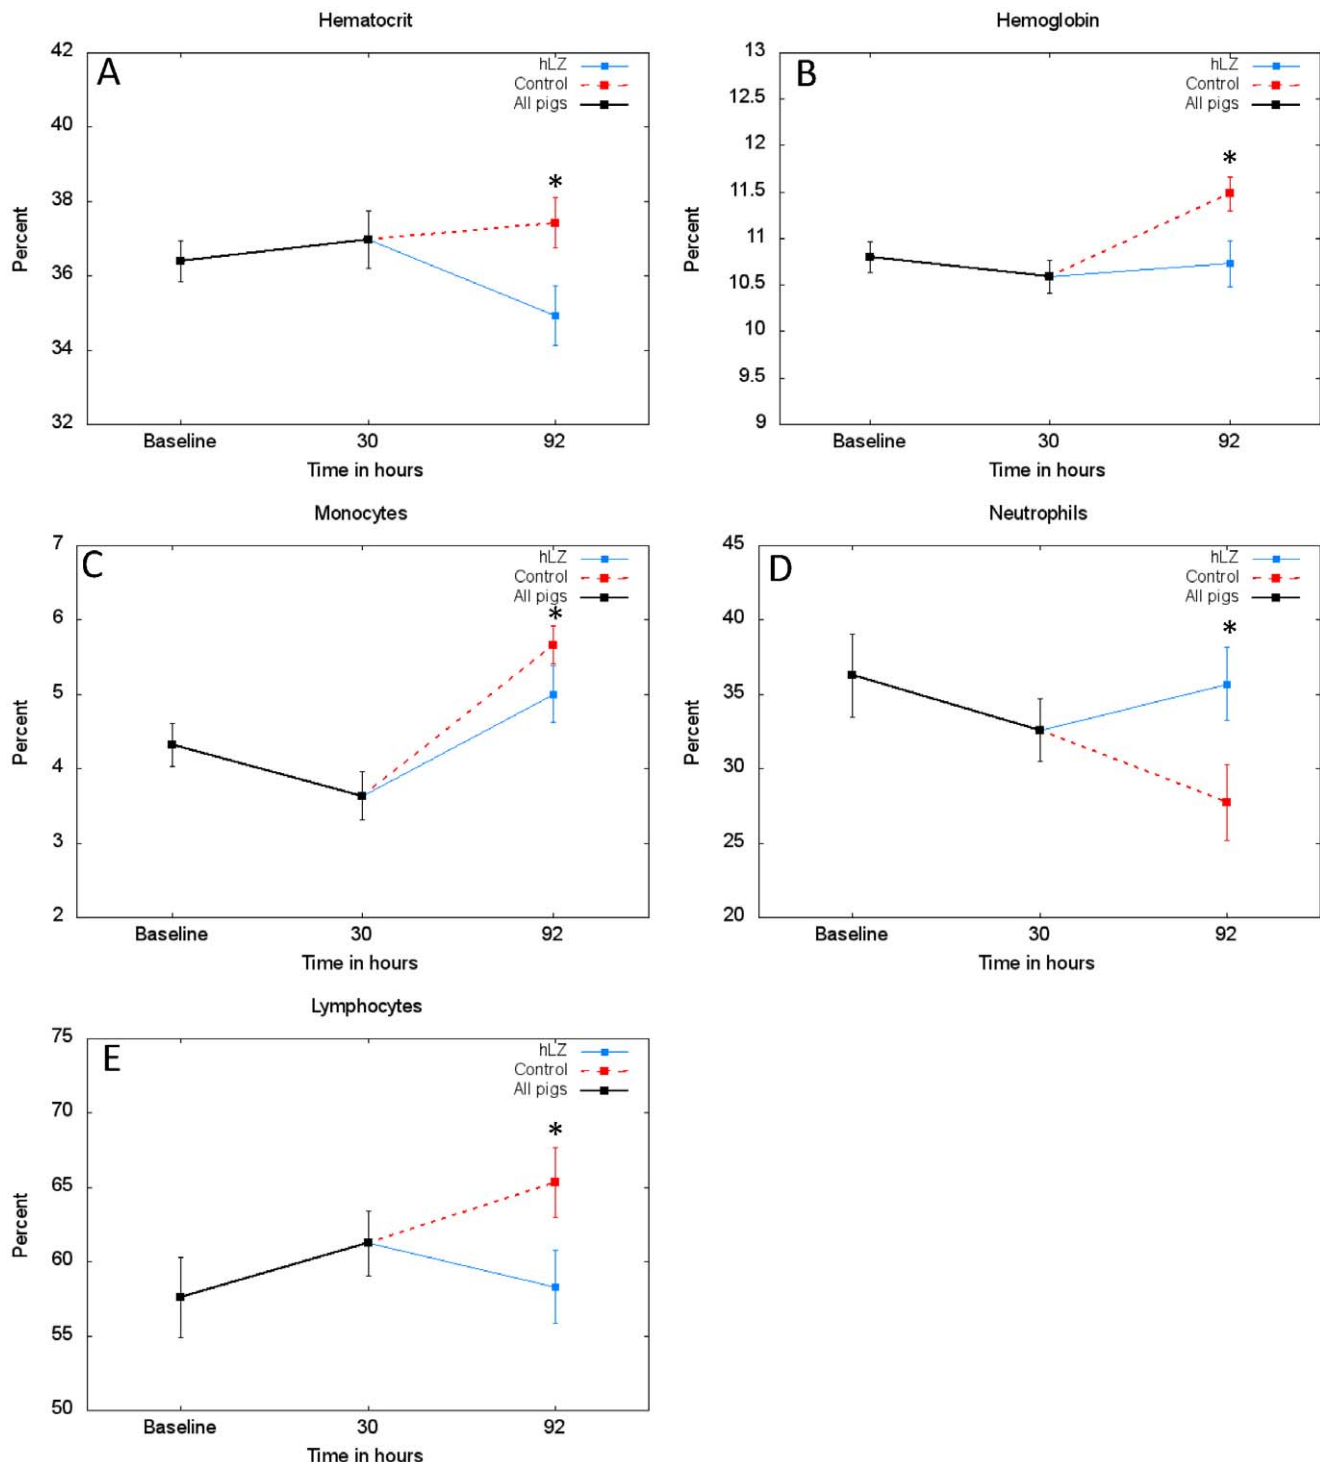 Hematocrit
A
hLZ
Control
All pigs
42
40
38
36
34
32
Percent
*
Baseline 30 92
Time in hours
Hemoglobin
B
hLZ
Control
All pigs
13
12.5
12
11.5
11
10.5
10
9.5
9
Percent
*
Baseline 30 92
Time in hours
Monocytes
C
hLZ
Control
All pigs
7
6
5
4
3
2
Percent
*
Baseline 30 92
Time in hours
Neutrophils
D
hLZ
Control
All pigs
45
40
35
30
25
20
Percent
*
Baseline 30 92
Time in hours
Lymphocytes
E
hLZ
Control
All pigs
75
70
65
60
55
50
Percent
*
Baseline 30 92
Time in hours